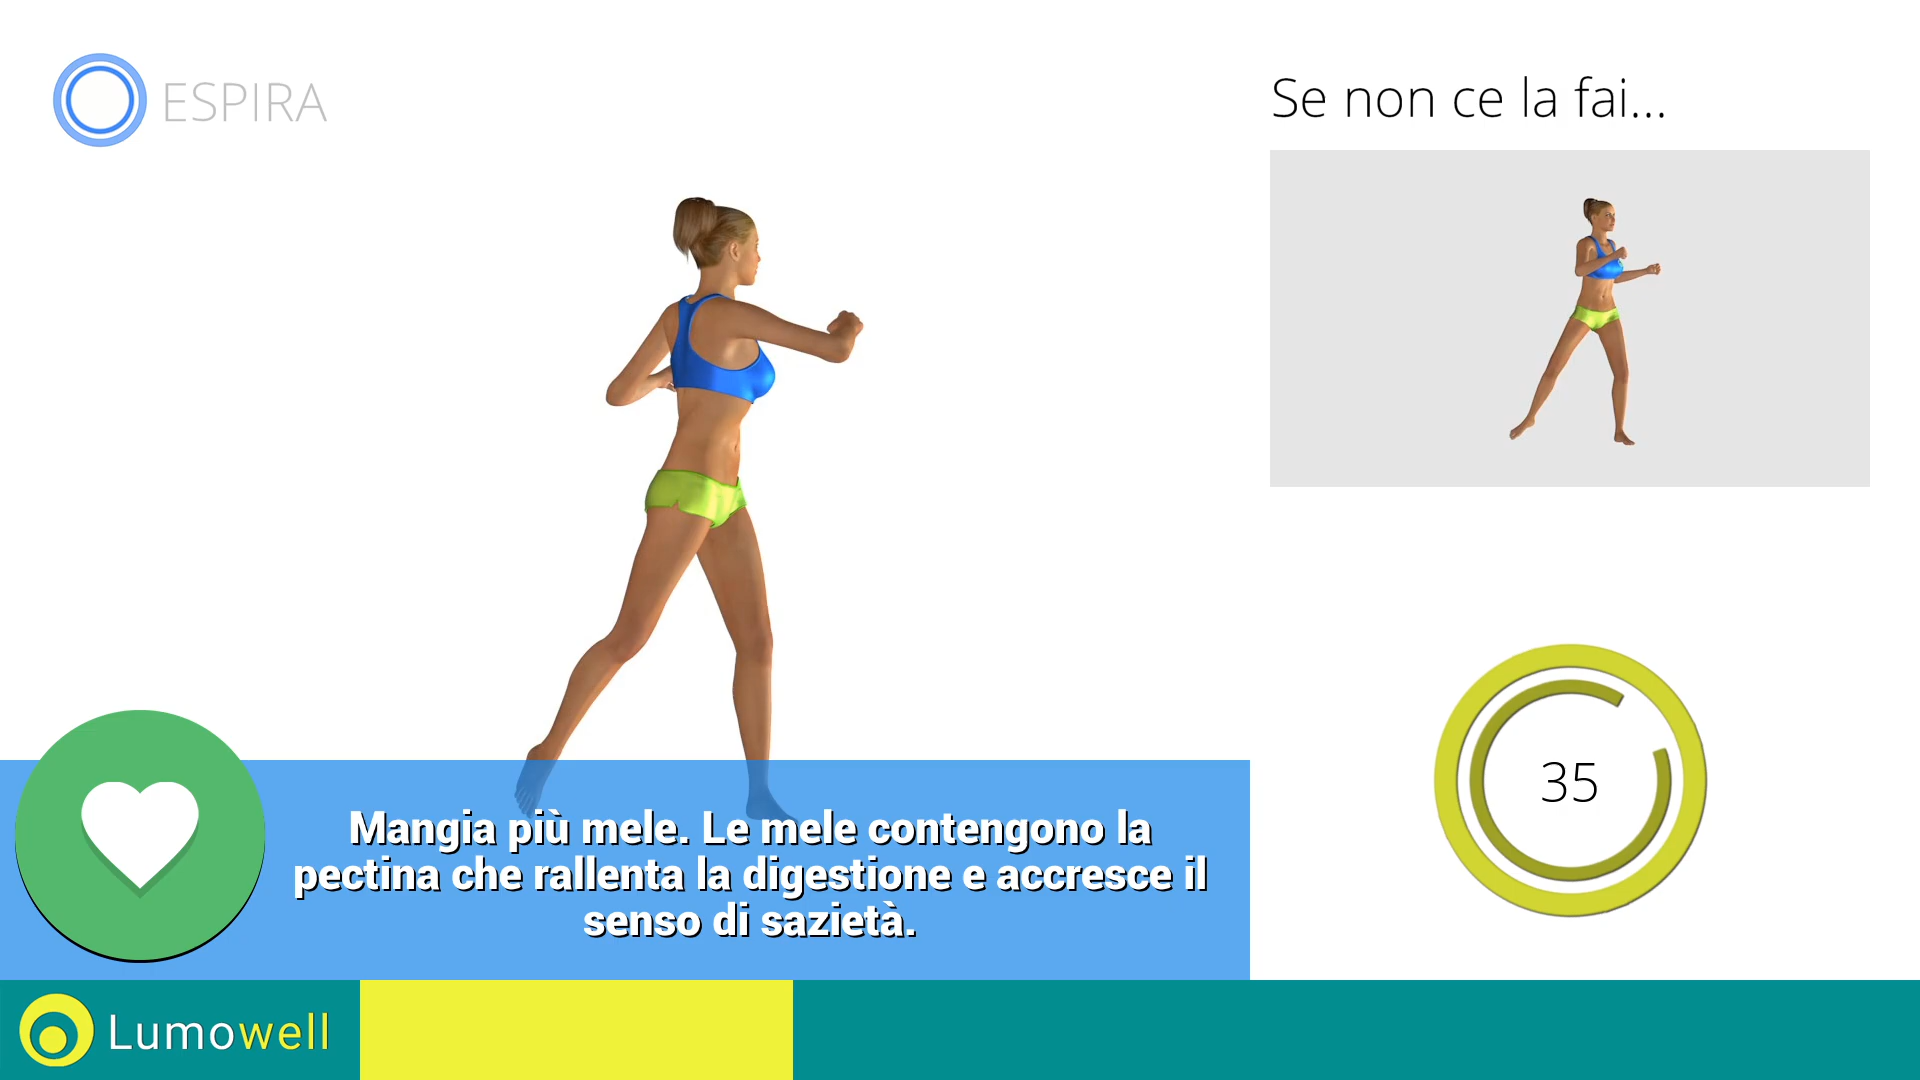 ESPIRA
Se non ce la fai...
35
Mangia più mele. Le mele contengono la
pectina che rallenta la digestione e accresce il
senso di sazietà.
Lumowell